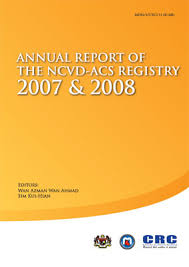 ANNUAL REPORT OF
THE NCVD-ACS REGISTRY
2007 & 2008
EDITORS:
WAN AZMAN WAN AHMAD
SIM KUI-HIAN
CRC